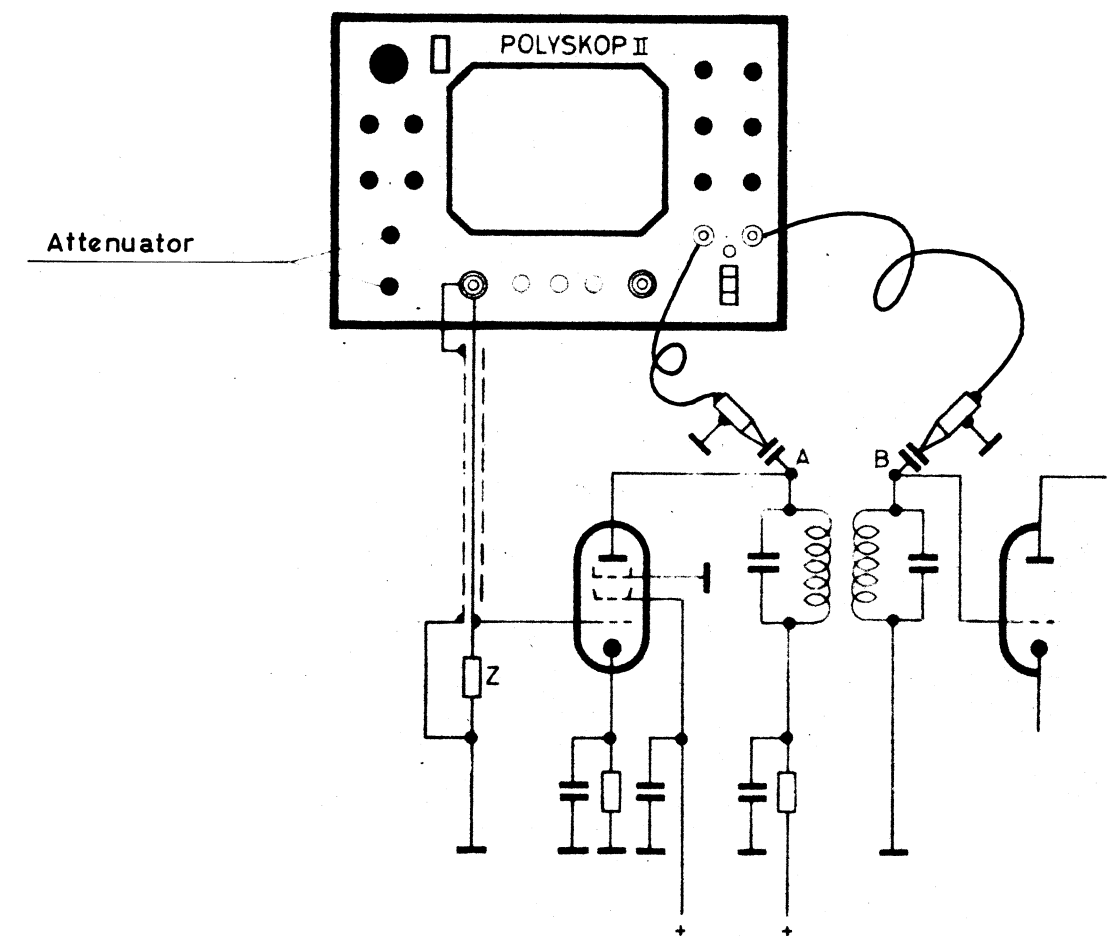 POLYSKOP II
Attenuator
A
B
Z
+
+